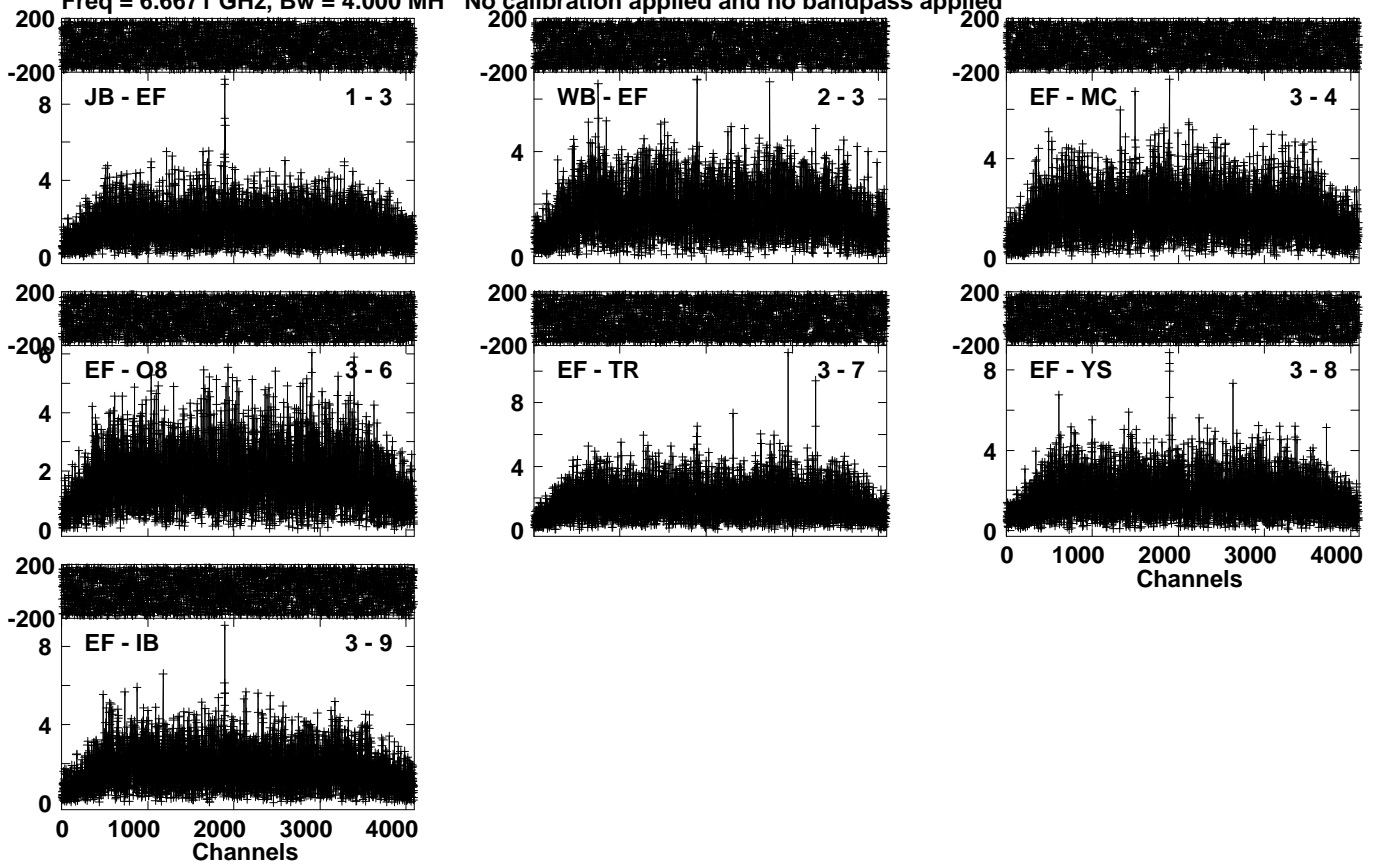 Freq = 6.6671 GHz, Bw = 4.000 MH   No calibration applied and no bandpass applied
200
-200
JB - EF 1 - 3
8
4
0
200
-200
WB - EF 2 - 3
4
0
200
-200
EF - MC 3 - 4
4
0
200
-200
6
EF - O8 3 - 6
4
2
0
200
-200
EF - TR 3 - 7
8
4
0
200
-200
EF - YS 3 - 8
8
4
0
0 1000 2000 3000 4000
Channels
200
-200
EF - IB 3 - 9
8
4
0
0 1000 2000 3000 4000
Channels